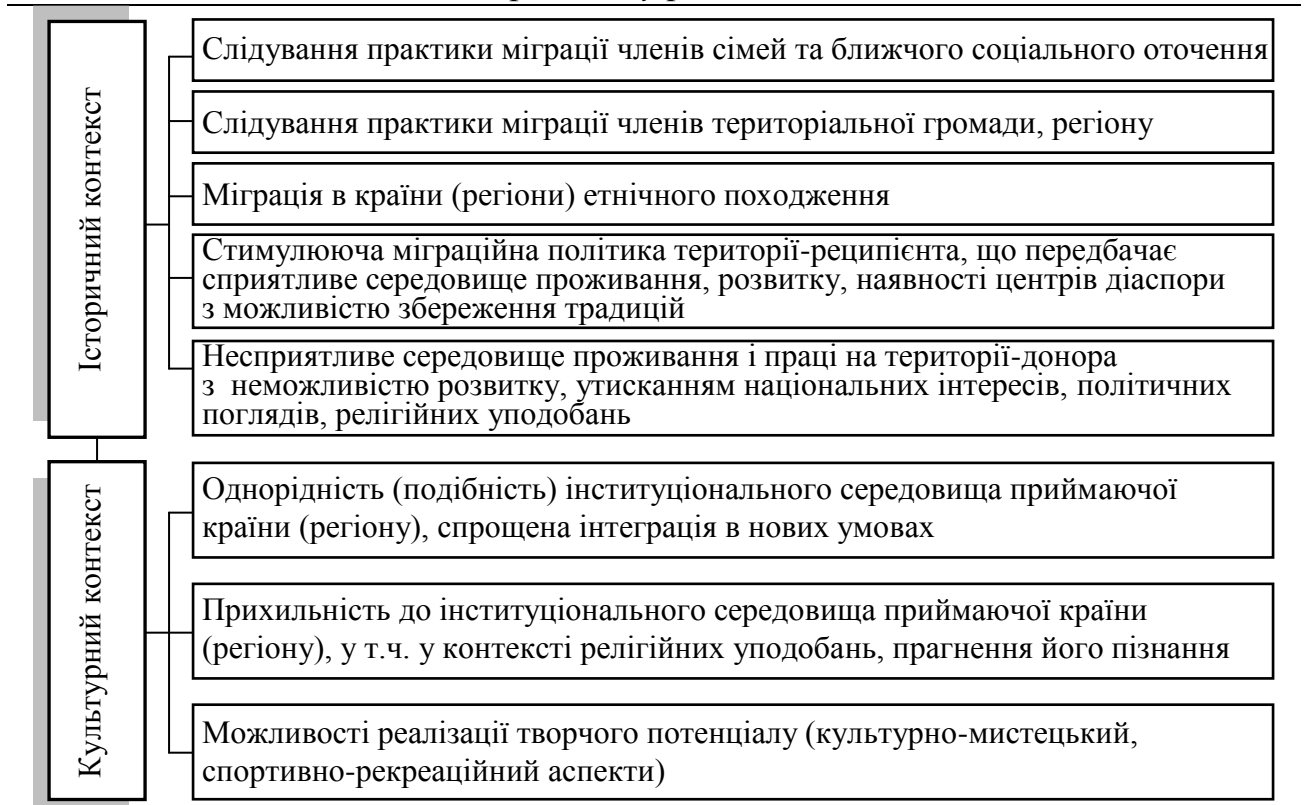 Історичний контекст
Слідування практики міграції членів сімей та ближчого соціального оточення
Слідування практики міграції членів територіальної громади, регіону
Міграція в країни (регіони) етнічного походження
Стимулююча міграційна політика території-реципієнта, що передбачає
сприятливе середовище проживання, розвитку, наявності центрів діаспори
з можливістю збереження традицій
Несприятливе середовище проживання і праці на території-донора
з неможливістю розвитку, утисканням національних інтересів, політичних
поглядів, релігійних уподобань
Культурний контекст
Однорідність (подібність) інституціонального середовища приймаючої
країни (регіону), спрощена інтеграція в нових умовах
Прихильність до інституціонального середовища приймаючої країни
(регіону), у т.ч. у контексті релігійних уподобань, прагнення його пізнання
Можливості реалізації творчого потенціалу (культурно-мистецький,
спортивно-рекреаційний аспекти)